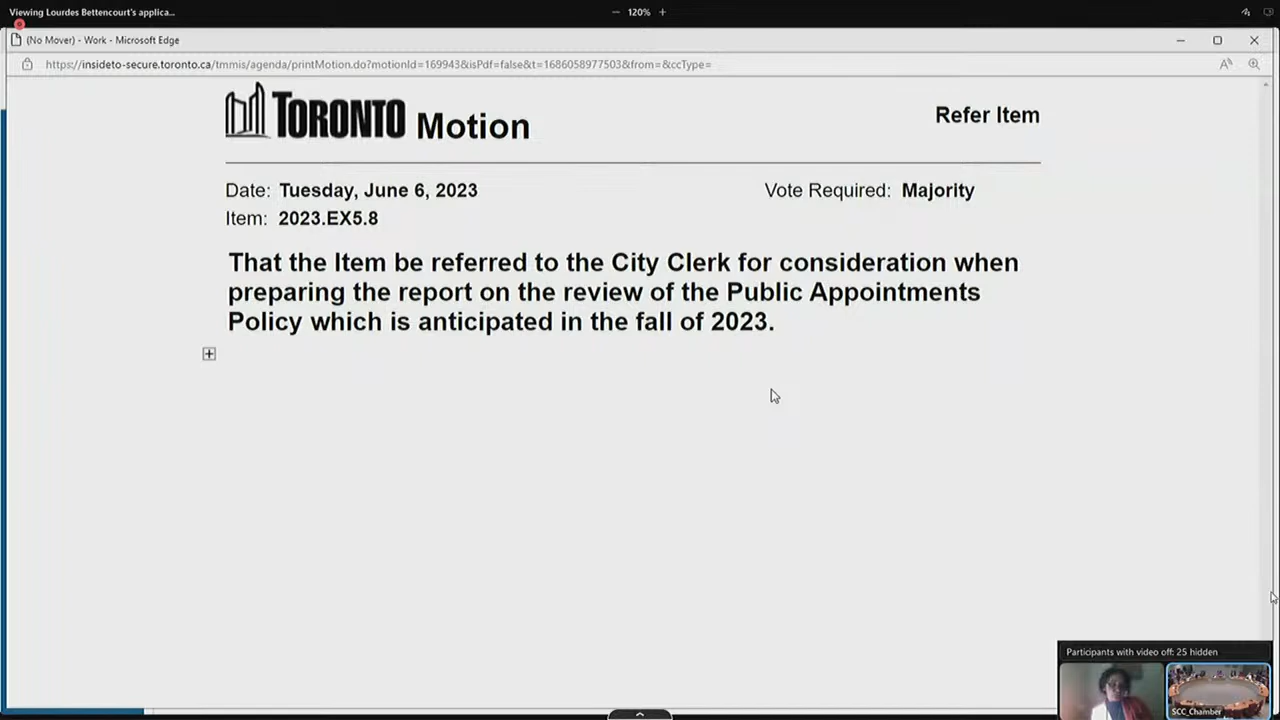 Viewing Lourdes Bettencourt's applica...
— 120% +
(No Mover) - Work - Microsoft Edge
https://insideto-secure.toronto.ca/tmmis/agenda/printMotion.do?motionId=169943&isPdf=false&t=1686058977503&from=&ccType=
TORONTO Motion
Refer Item
Date: Tuesday, June 6, 2023
Vote Required: Majority
Item: 2023.EX5.8
That the Item be referred to the City Clerk for consideration when
preparing the report on the review of the Public Appointments
Policy which is anticipated in the fall of 2023.
Participants with video off: 25 hidden
SCC_Chamber